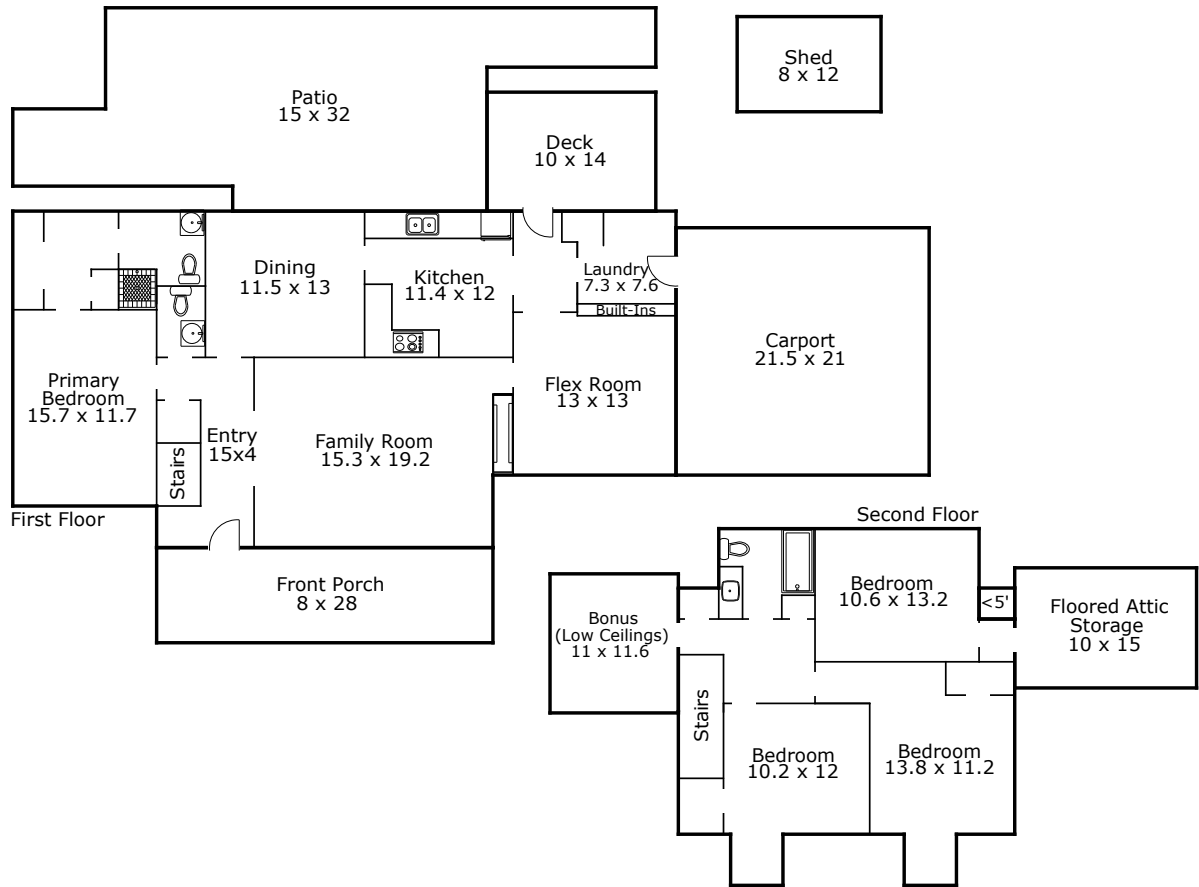 Patio
15 x 32
Shed
8 x 12
Deck
10 x 14
Dining
11.5 x 13
Kitchen
11.4 x 12
Laundry
7.3 x 7.6
Built-Ins
Carport
21.5 x 21
Primary
Bedroom
15.7 x 11.7
Flex Room
13 x 13
Entry
15x4
Family Room
15.3 x 19.2
Stairs
First Floor
Front Porch
8 x 28
Second Floor
Bedroom
10.6 x 13.2
<5'
Floored Attic
Storage
10 x 15
Bonus
(Low Ceilings)
11 x 11.6
Stairs
Bedroom
10.2 x 12
Bedroom
13.8 x 11.2